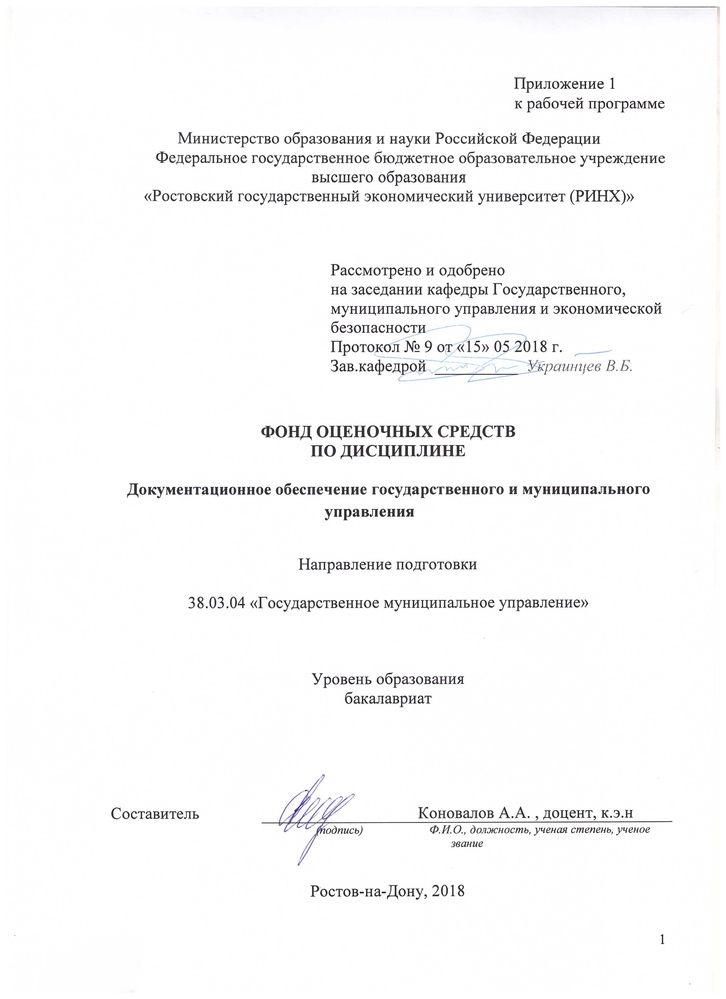 Приложение 1
к рабочей программе
Министерство образования и науки Российской Федерации
Федеральное государственное бюджетное образовательное учреждение
высшего образования
«Ростовский государственный экономический университет (РИНХ)»
Рассмотрено и одобрено
на заседании кафедры Государственного,
муниципального управления и экономической
безопасности
Протокол № 9 от «15» 05 2018 г.
Зав.кафедрой __________ Украинцев В.Б.
ФОНД ОЦЕНОЧНЫХ СРЕДСТВ
ПО ДИСЦИПЛИНЕ
Документационное обеспечение государственного и муниципального
управления
Направление подготовки
38.03.04 «Государственное муниципальное управление»
Уровень образования
бакалавриат
Составитель Коновалов А.А. , доцент, к.э.н
(подпись) Ф.И.О., должность, ученая степень, ученое
звание
Ростов-на-Дону, 2018
1